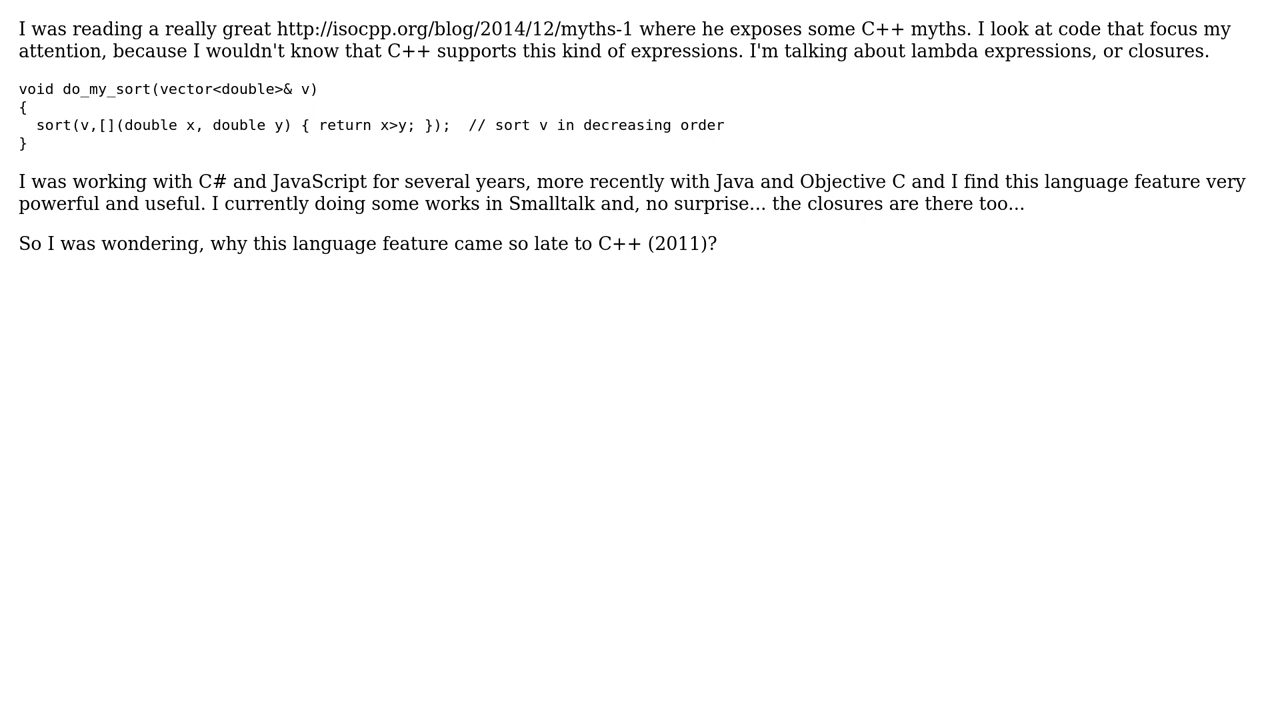 I was reading a really great http://isocpp.org/blog/2014/12/myths-1 where he exposes some C++ myths. I look at code that focus my
attention, because I wouldn't know that C++ supports this kind of expressions. I'm talking about lambda expressions, or closures.
void do_my_sort(vector<double>& v)
{
  sort(v,[](double x, double y) { return x>y; });  // sort v in decreasing order
}
I was working with C# and JavaScript for several years, more recently with Java and Objective C and I find this language feature very
powerful and useful. I currently doing some works in Smalltalk and, no surprise... the closures are there too...
So I was wondering, why this language feature came so late to C++ (2011)?